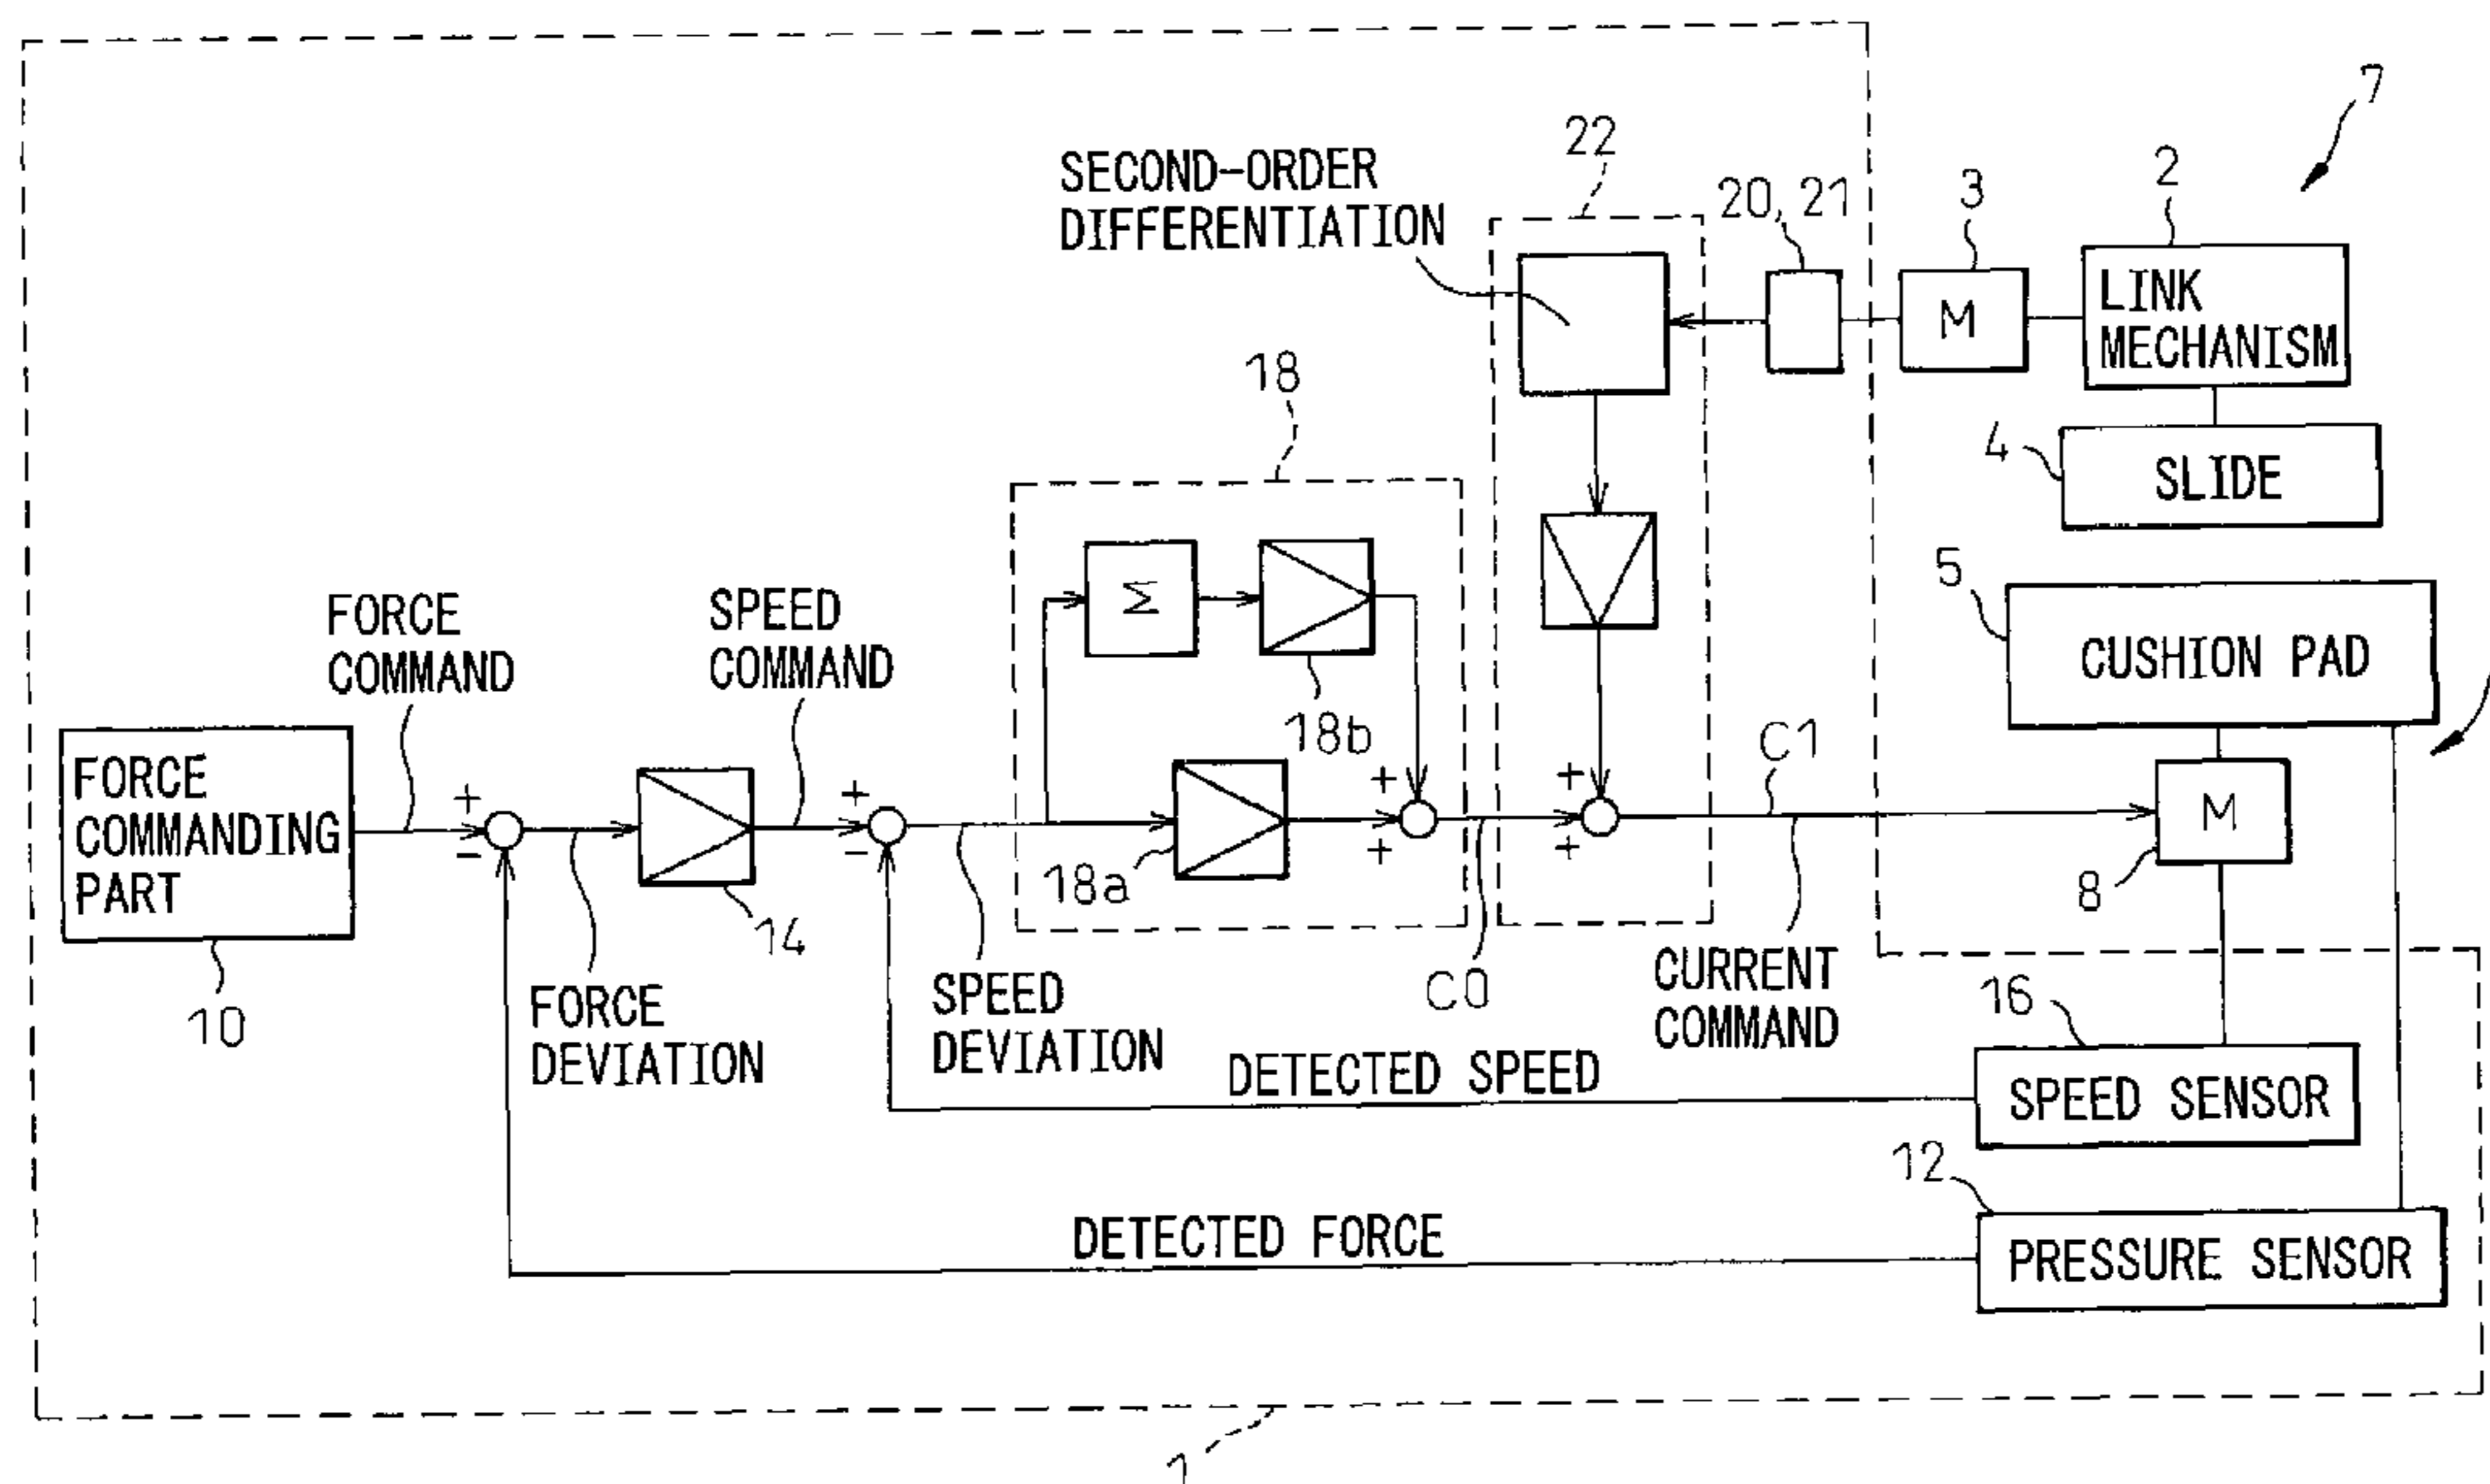 7
22
SECOND-ORDER
DIFFERENTIATION
20, 21
3
2
M
LINK
MECHANISM
18
4
SLIDE
5
Σ
CUSHION PAD
FORCE
COMMAND
SPEED
COMMAND
18b
C1
FORCE
COMMANDING
PART
+
−
+
−
+
+
+
+
M
18a
8
14
10
FORCE
DEVIATION
SPEED
DEVIATION
C0
CURRENT
COMMAND
16
DETECTED SPEED
SPEED SENSOR
12
DETECTED FORCE
PRESSURE SENSOR
1